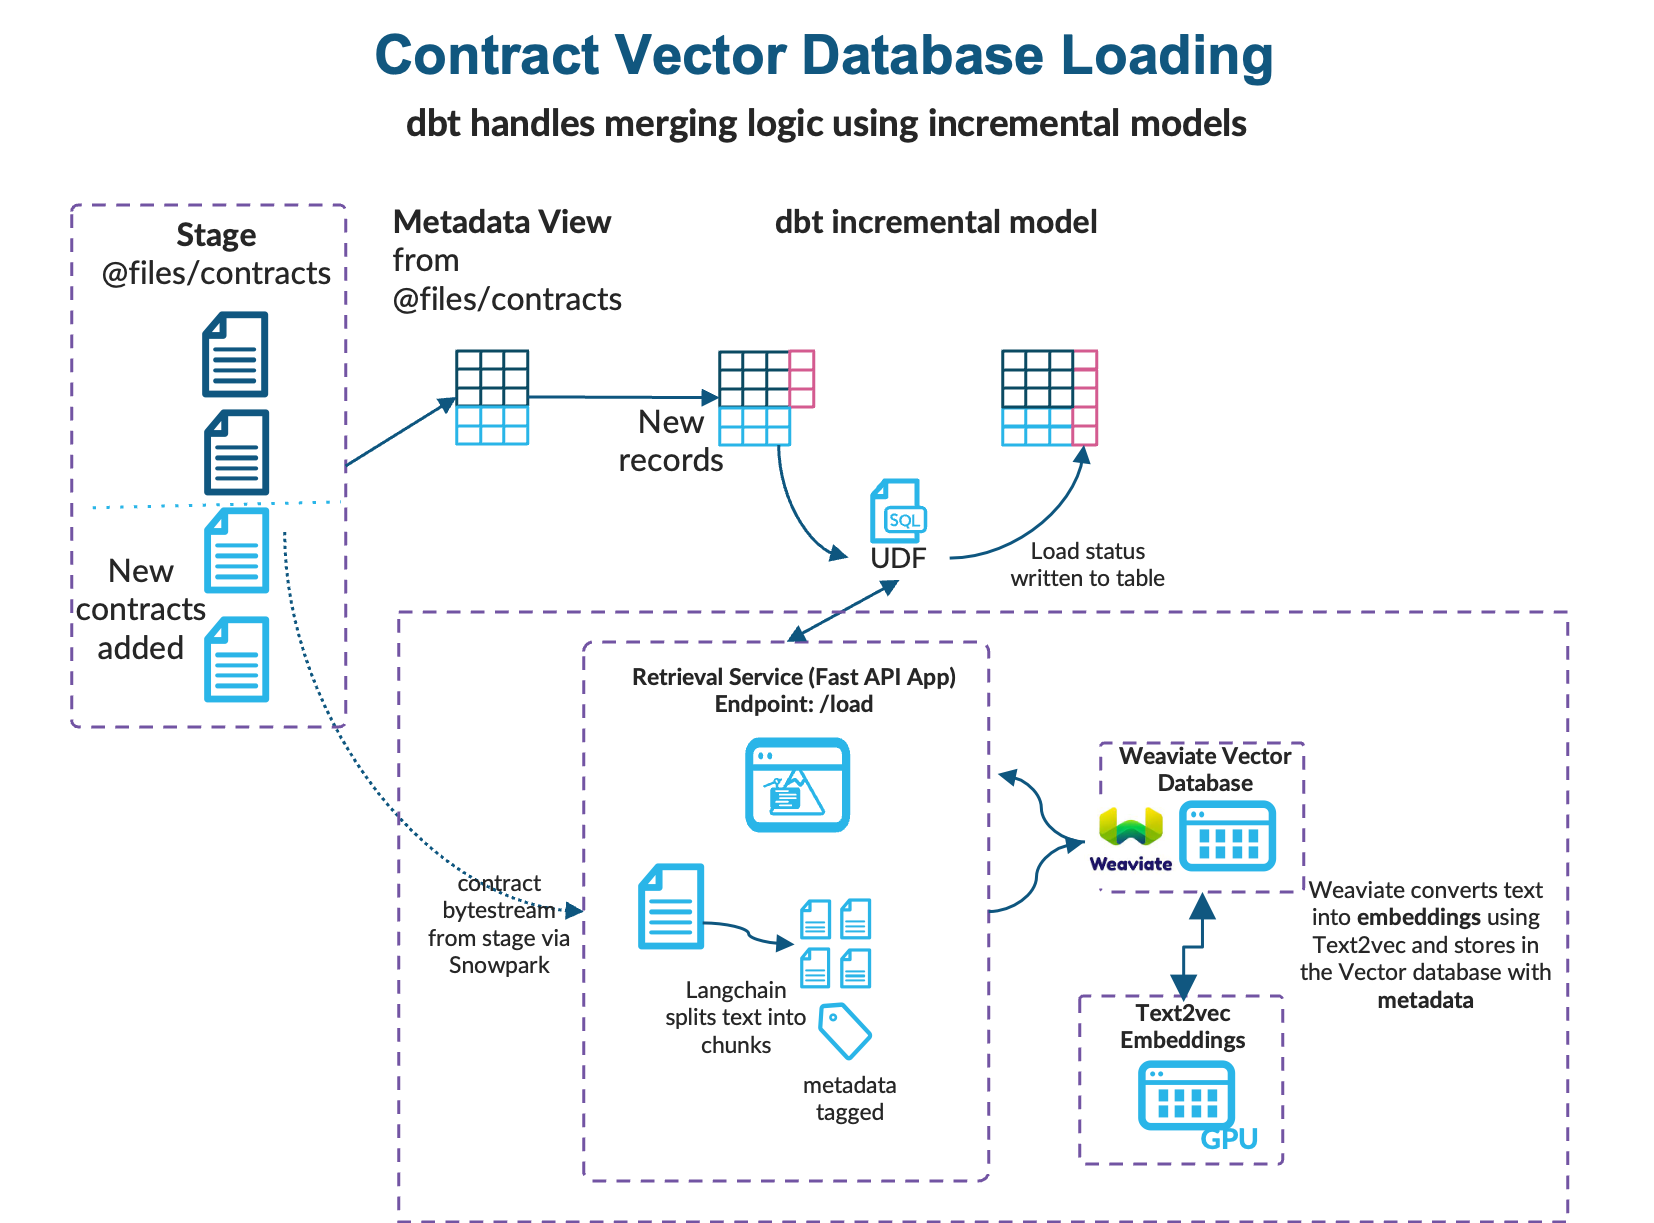 Contract Vector Database Loading
dbt handles merging logic using incremental models
Stage
@files/contracts
New
contracts
added
Metadata View
from
@files/contracts
dbt incremental model
New
records
SQL
UDF
Load status
written to table
contract
bytestream
from stage via
Snowpark
Retrieval Service (Fast API App)
Endpoint: /load
Langchain
splits text into
chunks
metadata
tagged
Weaviate Vector
Database
Weaviate
Weaviate converts text
into embeddings using
Text2vec and stores in
the Vector database with
metadata
Text2vec
Embeddings
GPU